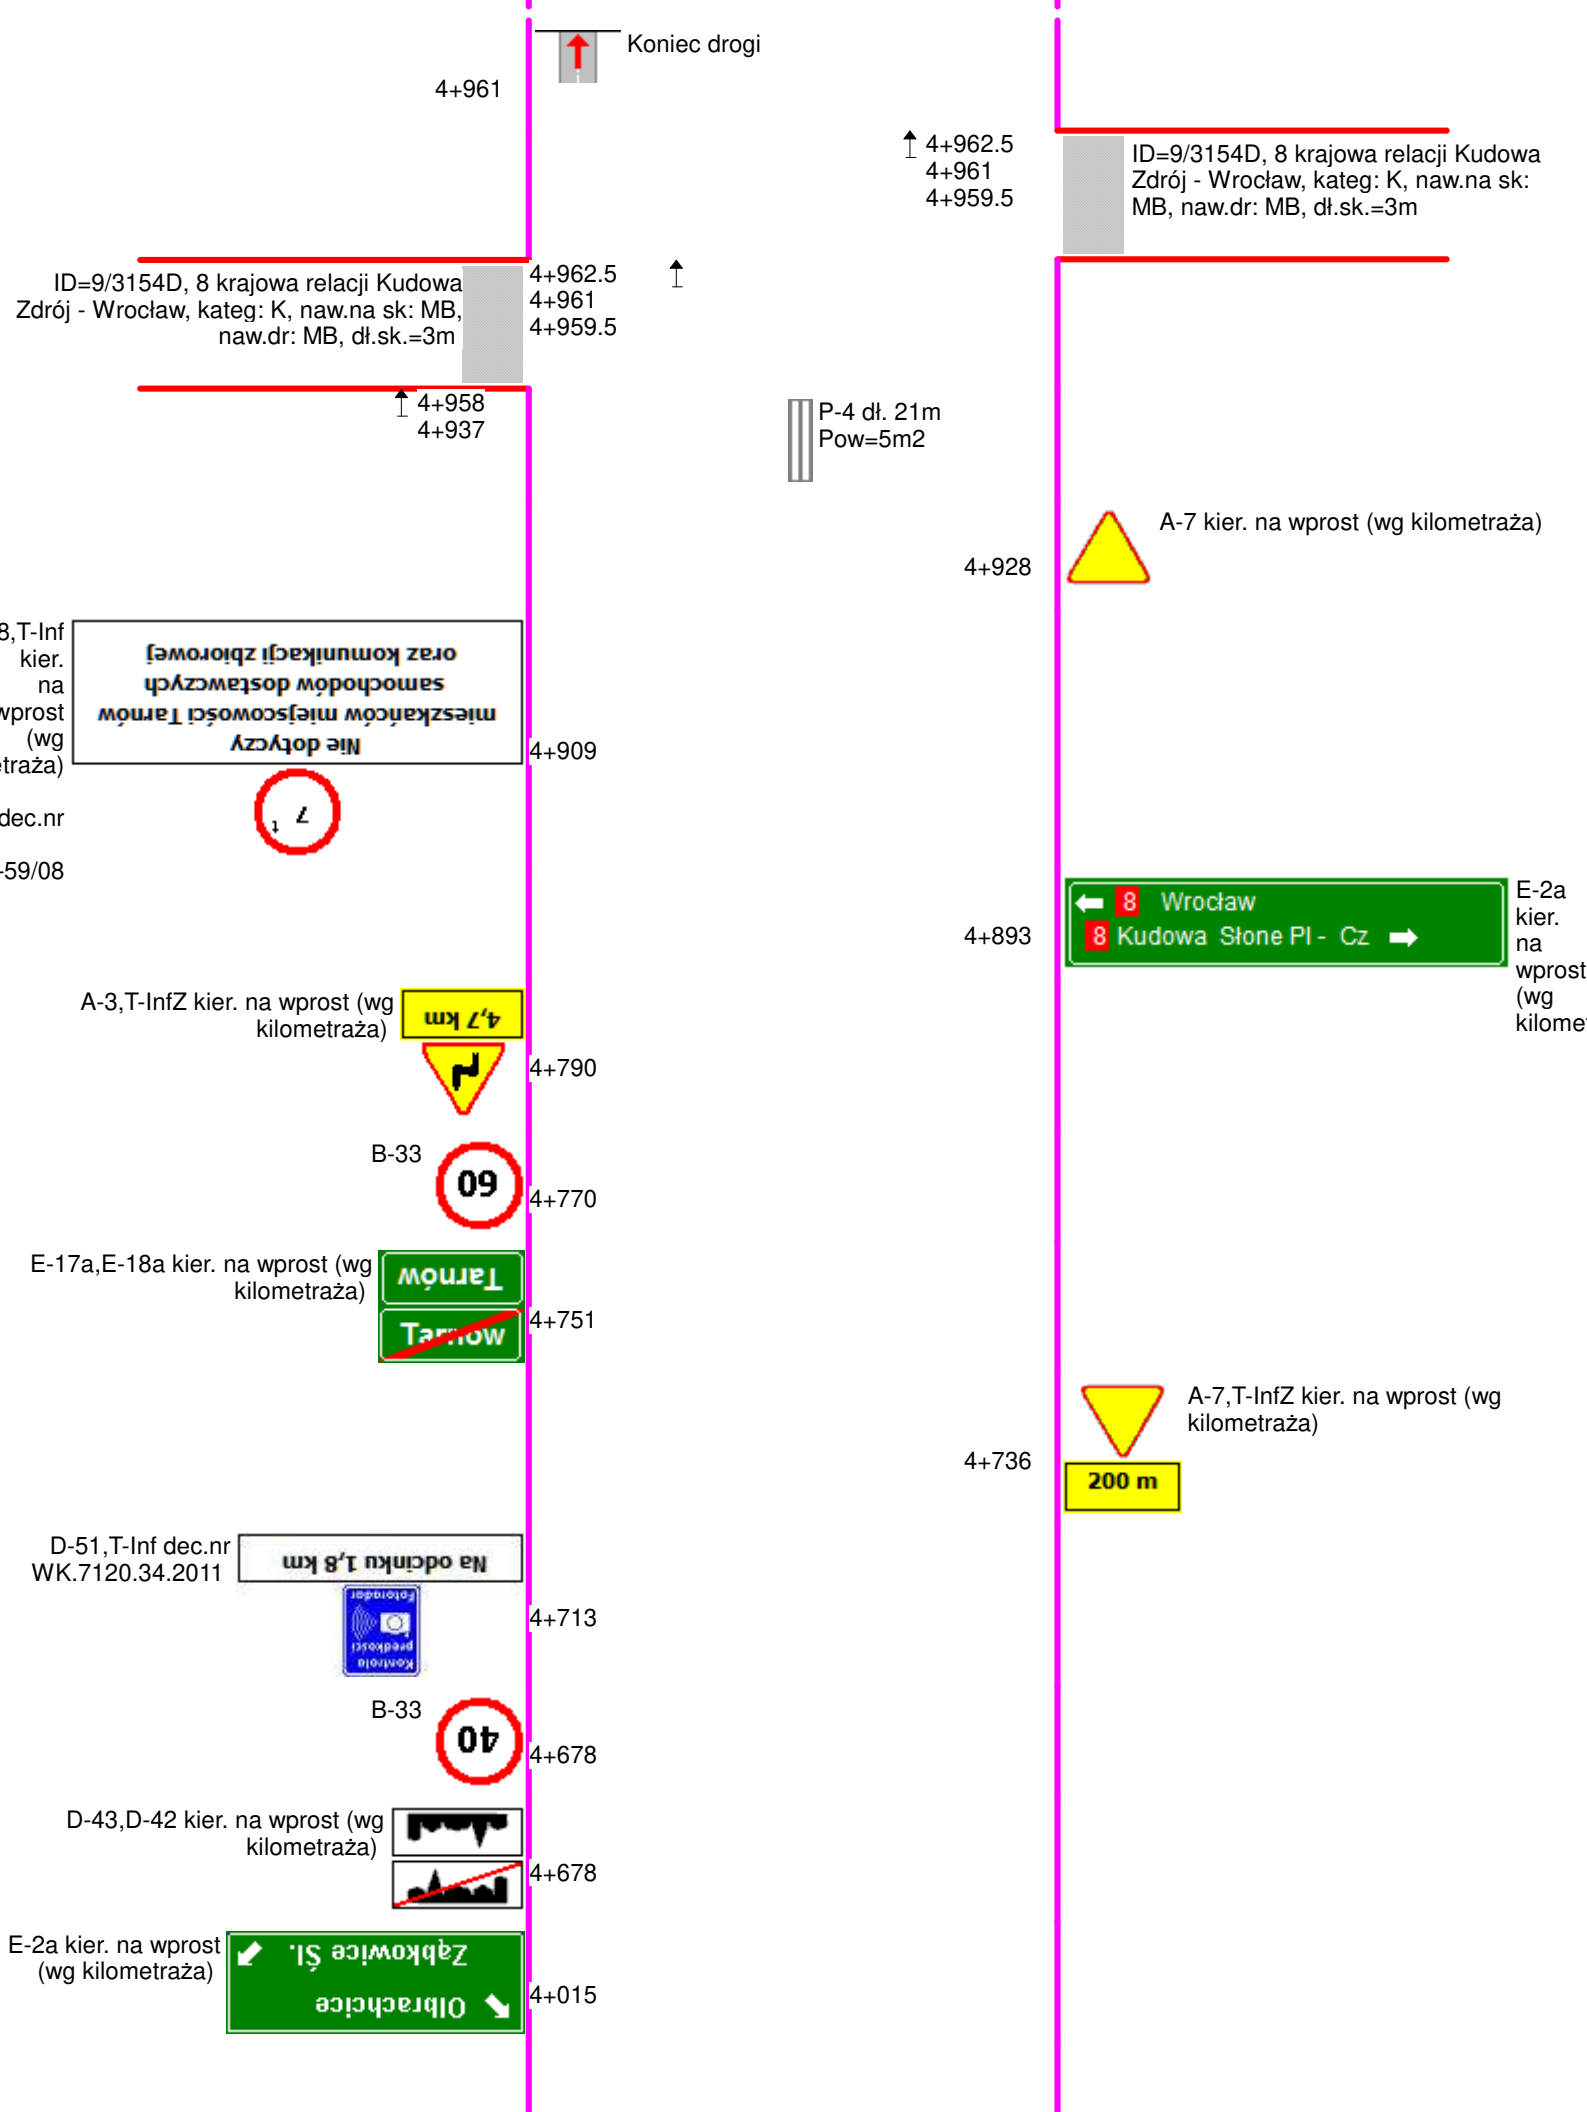 Koniec drogi
4+961
4+962.5
4+961
4+959.5
ID=9/3154D, 8 krajowa relacji Kudowa
Zdrój - Wrocław, kateg: K, naw.na sk:
MB, naw.dr: MB, dł.sk.=3m
ID=9/3154D, 8 krajowa relacji Kudowa
Zdrój - Wrocław, kateg: K, naw.na sk: MB,
naw.dr: MB, dł.sk.=3m
4+962.5
4+961
4+959.5
4+958
4+937
P-4 dł. 21m
Pow=5m2
A-7 kier. na wprost (wg kilometraża)
4+928
8,T-Inf
kier.
na
wprost
(wg
etraża)
dec.nr
-59/08
Nie dotyczy
mieszkańców miejscowości Tarnów
samochodów dostawczych
oraz komunikacji zbiorowej
7 t
4+909
4+893
8 Wrocław
8 Kudowa Słone Pl - Cz
E-2a
kier.
na
wprost
(wg
kilomet
A-3,T-InfZ kier. na wprost (wg
kilometraża)
4,7 km
4+790
B-33
60
4+770
E-17a,E-18a kier. na wprost (wg
kilometraża)
Tarnów
Tarnów
4+751
A-7,T-InfZ kier. na wprost (wg
kilometraża)
4+736
200 m
D-51,T-Inf dec.nr
WK.7120.34.2011
Na odcinku 1,8 km
Kontrola
prędkości
Fotoradar
4+713
B-33
40
4+678
D-43,D-42 kier. na wprost (wg
kilometraża)
4+678
E-2a kier. na wprost
(wg kilometraża)
Olbrachcice
Ząbkowice Śl.
4+015